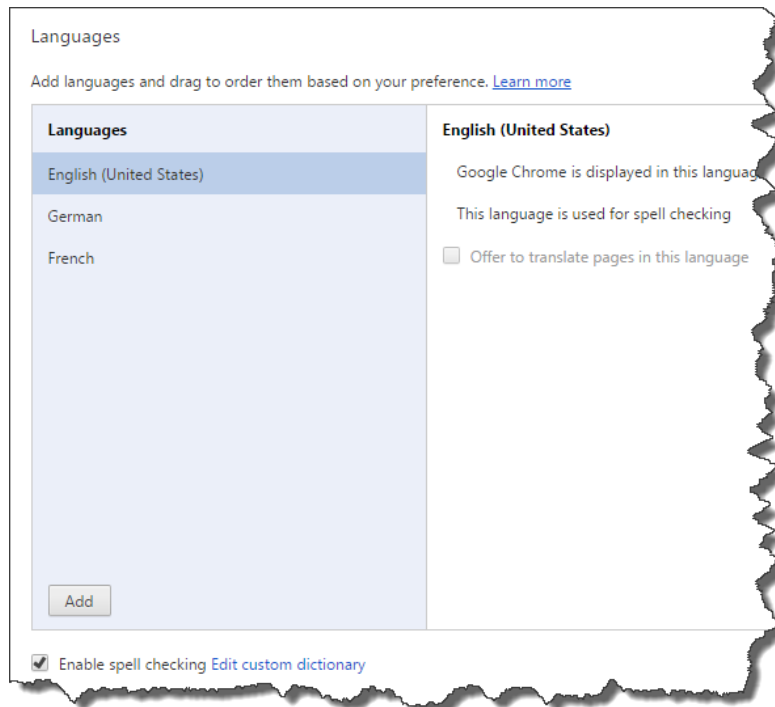 Languages
Add languages and drag to order them based on your preference. Learn more
Languages
English (United States)
German
French
Add
English (United States)
Google Chrome is displayed in this
This language is used for spell checking
Offer to translate pages in this language
Enable spell checking Edit custom dictionary